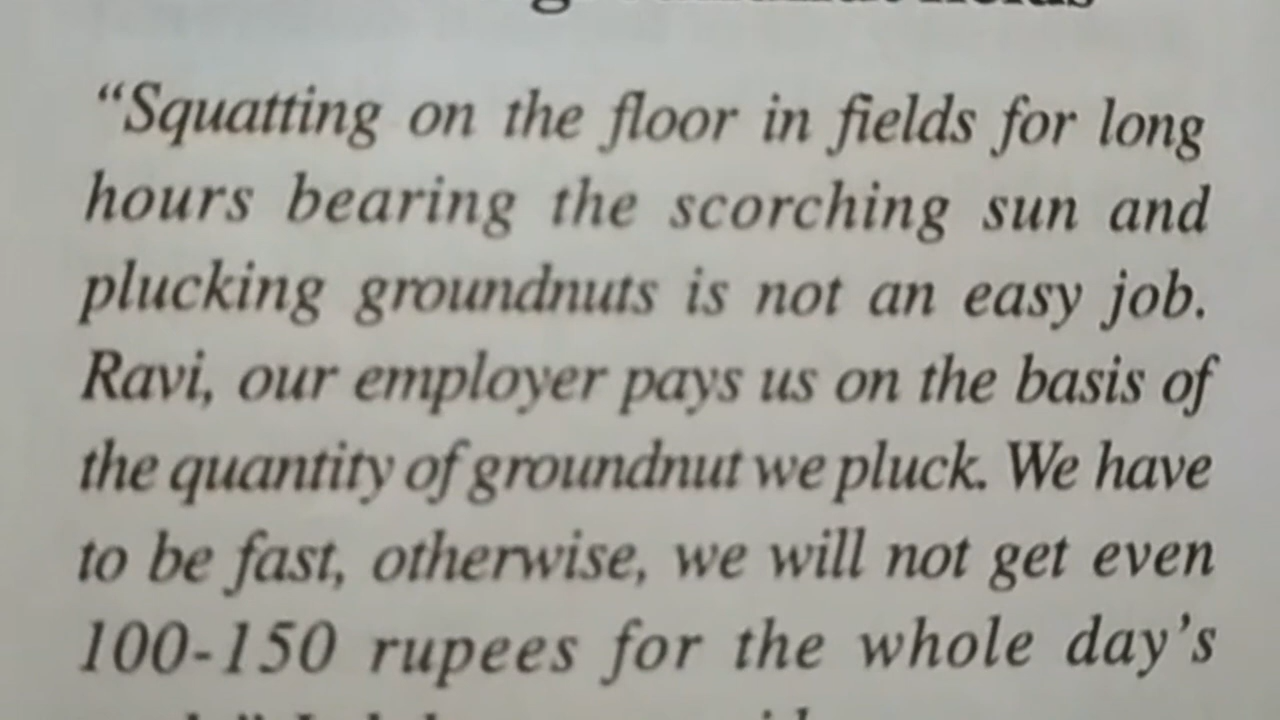 “Squatting on the floor in fields for long
hours bearing the scorching sun and
plucking groundnuts is not an easy job.
Ravi, our employer pays us on the basis of
the quantity of groundnut we pluck. We have
to be fast, otherwise, we will not get even
100-150 rupees for the whole day’s